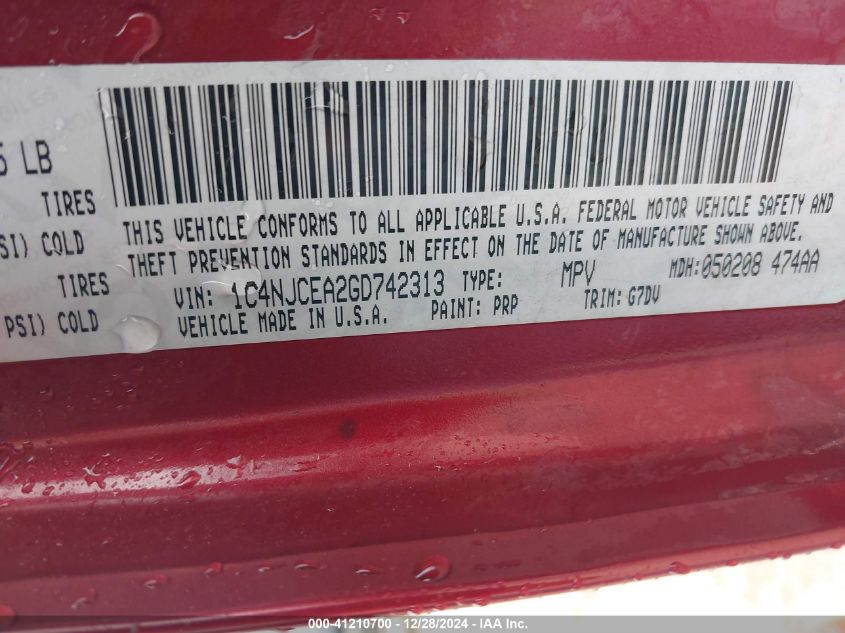 5 LB
TIRES
SI) COLD
TIRES
PSI) COLD
THIS VEHICLE CONFORMS TO ALL APPLICABLE U.S.A. FEDERAL MOTOR VEHICLE SAFETY AND
THEFT PREVENTION STANDARDS IN EFFECT ON THE DATE OF MANUFACTURE SHOWN ABOVE.
VIN: 1C4NJCEA2GD742313 TYPE: MPV MDH:050208 474AA
VEHICLE MADE IN U.S.A. PAINT: PRP TRIM: G7DV
000-41210700 - 12/28/2024 - IAA Inc.